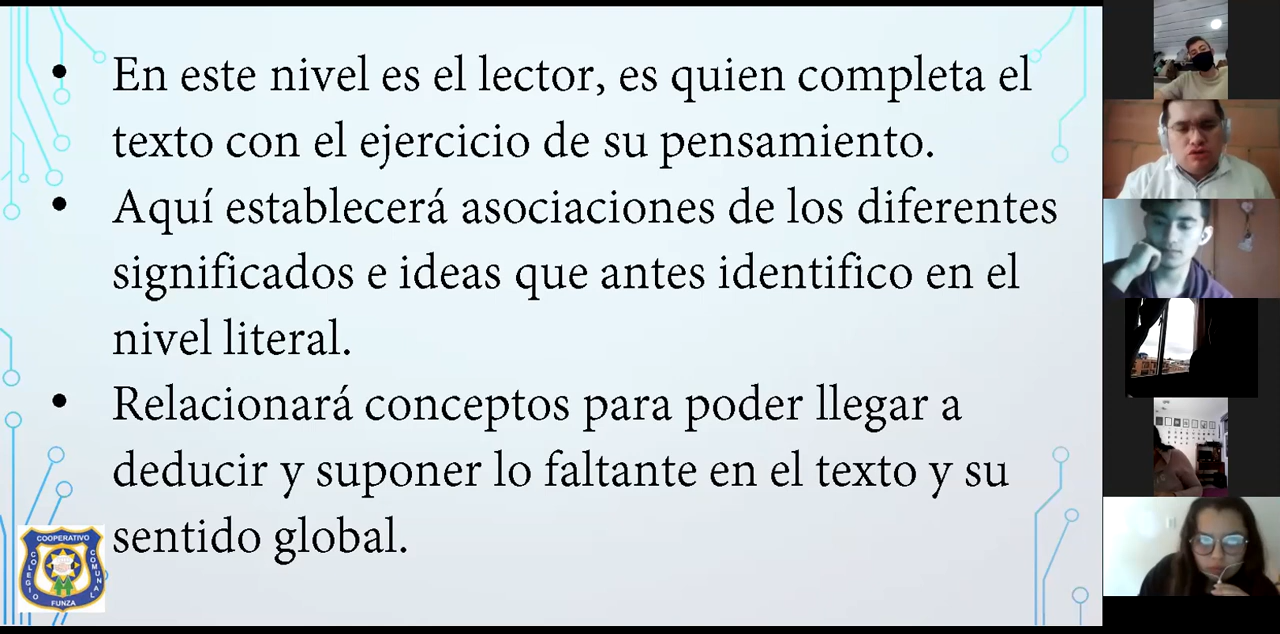 • En este nivel es el lector, es quien completa el
texto con el ejercicio de su pensamiento.
• Aquí establecerá asociaciones de los diferentes
significados e ideas que antes identifico en el
nivel literal.
• Relacionará conceptos para poder llegar a
deducir y suponer lo faltante en el texto y su
sentido global.
COOPERATIVO
COLEGIO
COMUNAL
FUNZA